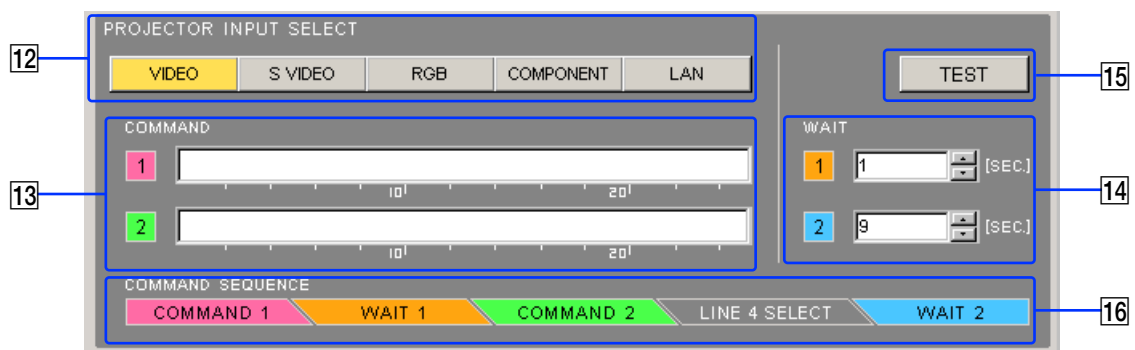 PROJECTOR INPUT SELECT
12
VIDEO S VIDEO RGB COMPONENT LAN
TEST
15
COMMAND
WAIT
1
1 1 [SEC.]
10 20
13
14
2
2 9 [SEC.]
10 20
COMMAND SEQUENCE
COMMAND 1 WAIT 1 COMMAND 2 LINE 4 SELECT WAIT 2
16